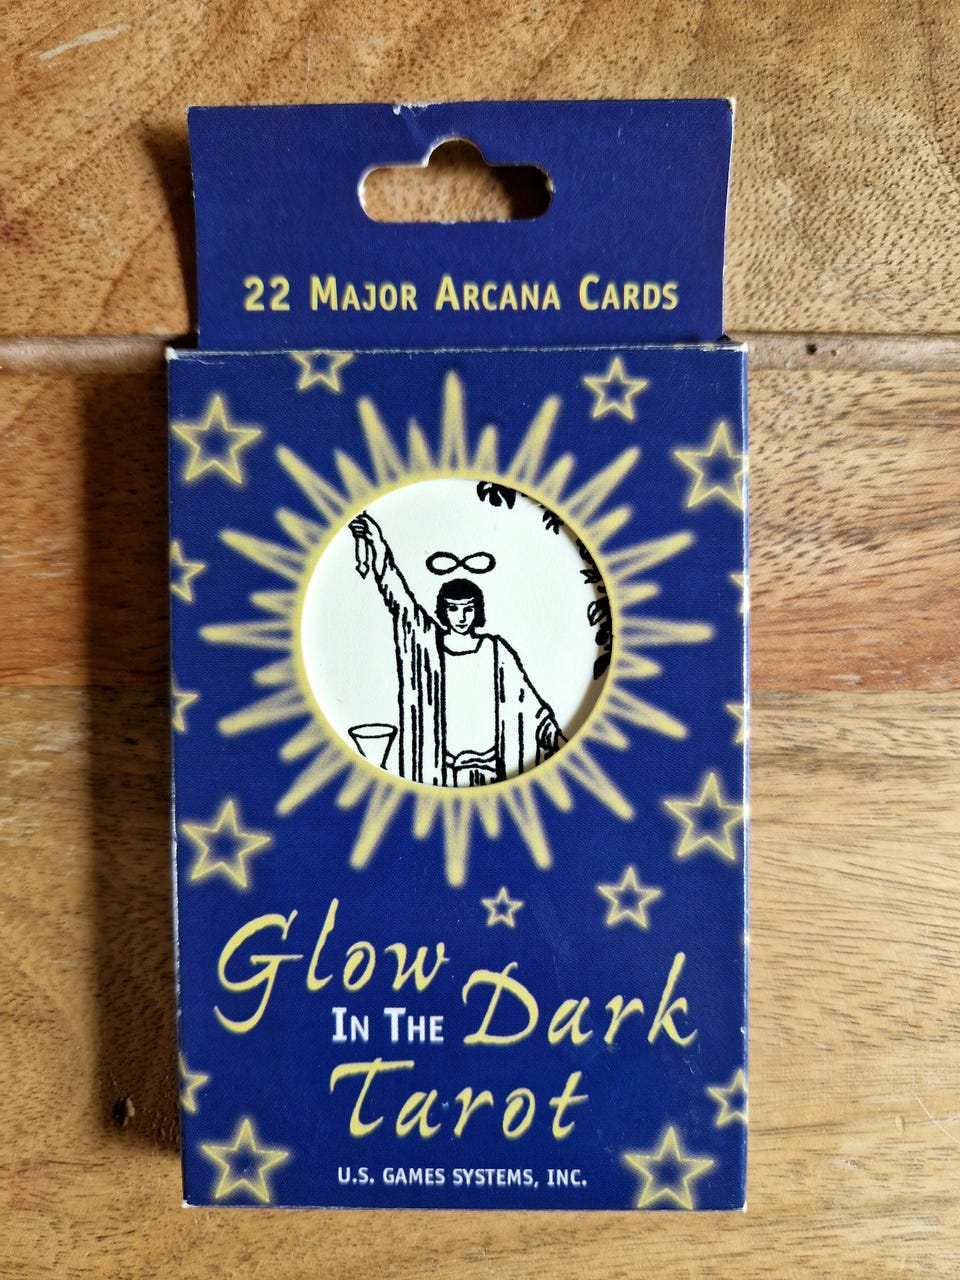 22 Major Arcana Cards
Glow
In The Dark
Tarot
U.S. GAMES SYSTEMS, INC.